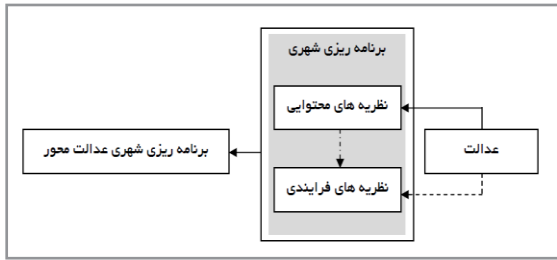 برنامه ریزی شهری
نظریه های محتوایی
عدالت
برنامه ریزی شهری عدالت محور
نظریه های فرایندی